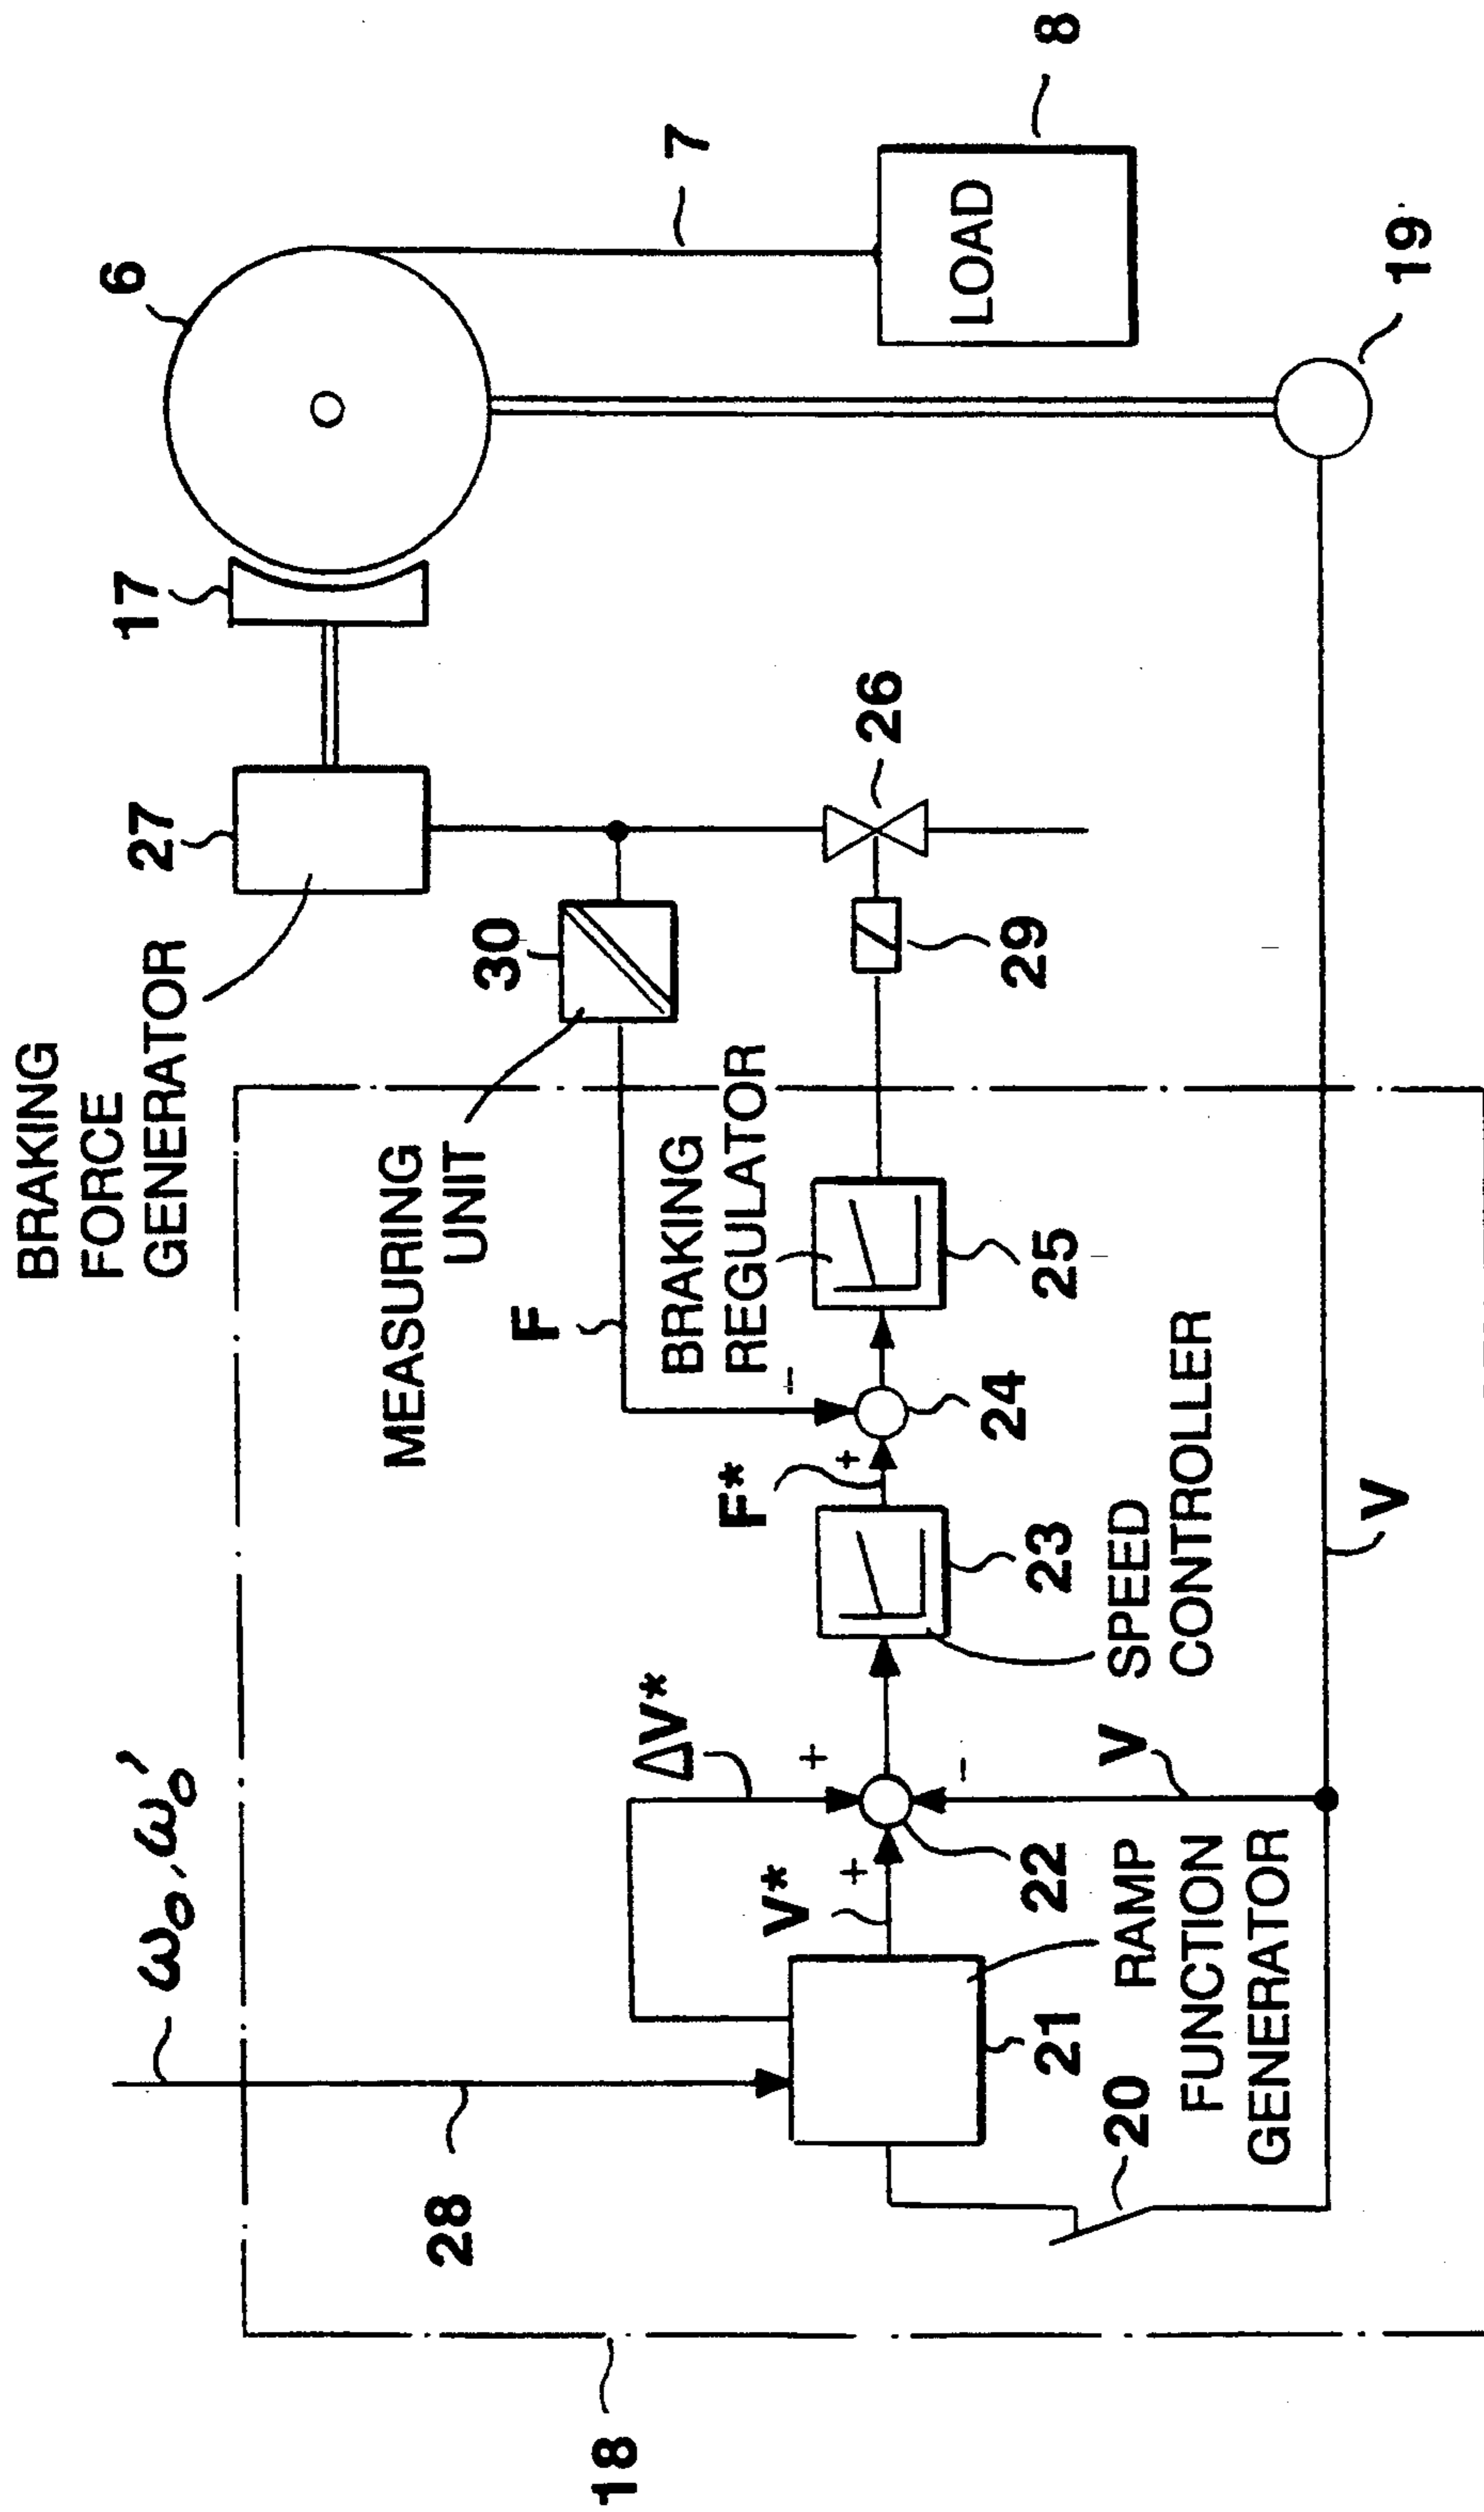 BRAKING
FORCE
GENERATOR
27
17
6
7
LOAD
8
19
MEASURING
UNIT
30
26
29
F
BRAKING
REGULATOR
25
-
24
F*
+
23
SPEED
CONTROLLER
V
ω₀, ω₀'
28
ΔV*
+
-
V
V*
+
22
21
RAMP
FUNCTION
GENERATOR
20
18